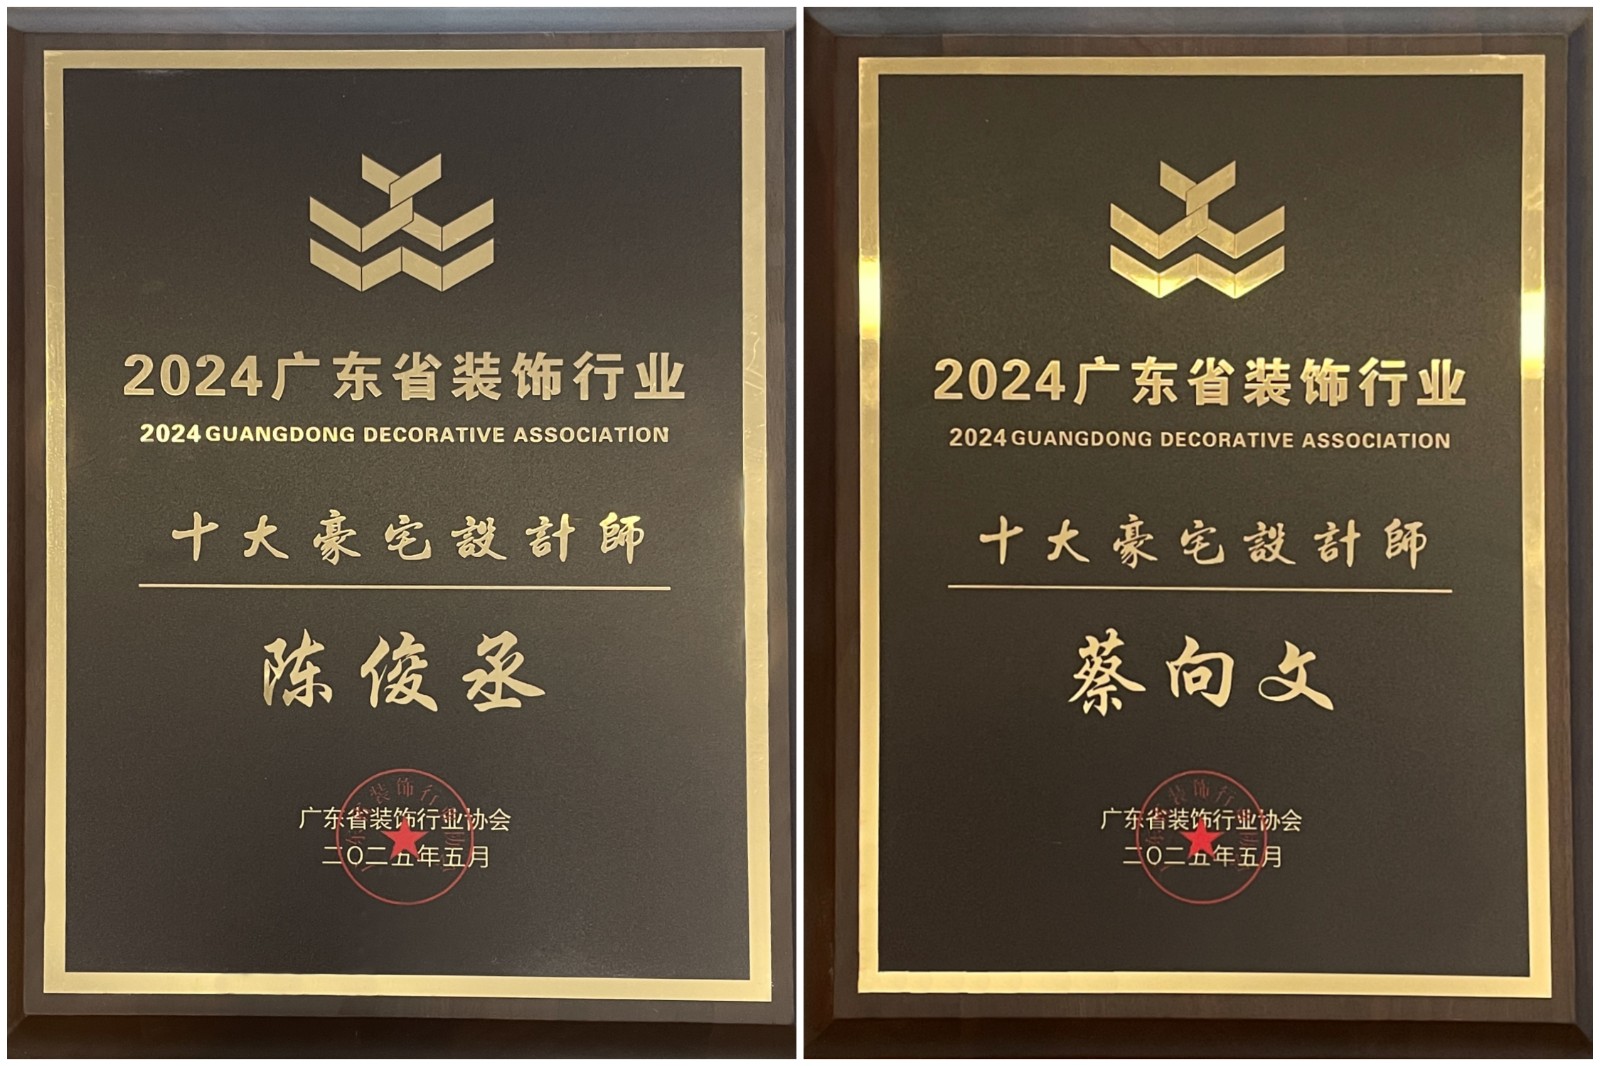 2024广东省装饰行业
2024 GUANGDONG DECORATIVE ASSOCIATION
十大豪宅設計師
陈俊丞
广东省装饰行业协会
二〇二五年五月
2024广东省装饰行业
2024 GUANGDONG DECORATIVE ASSOCIATION
十大豪宅設計師
蔡向文
广东省装饰行业协会
二〇二五年五月